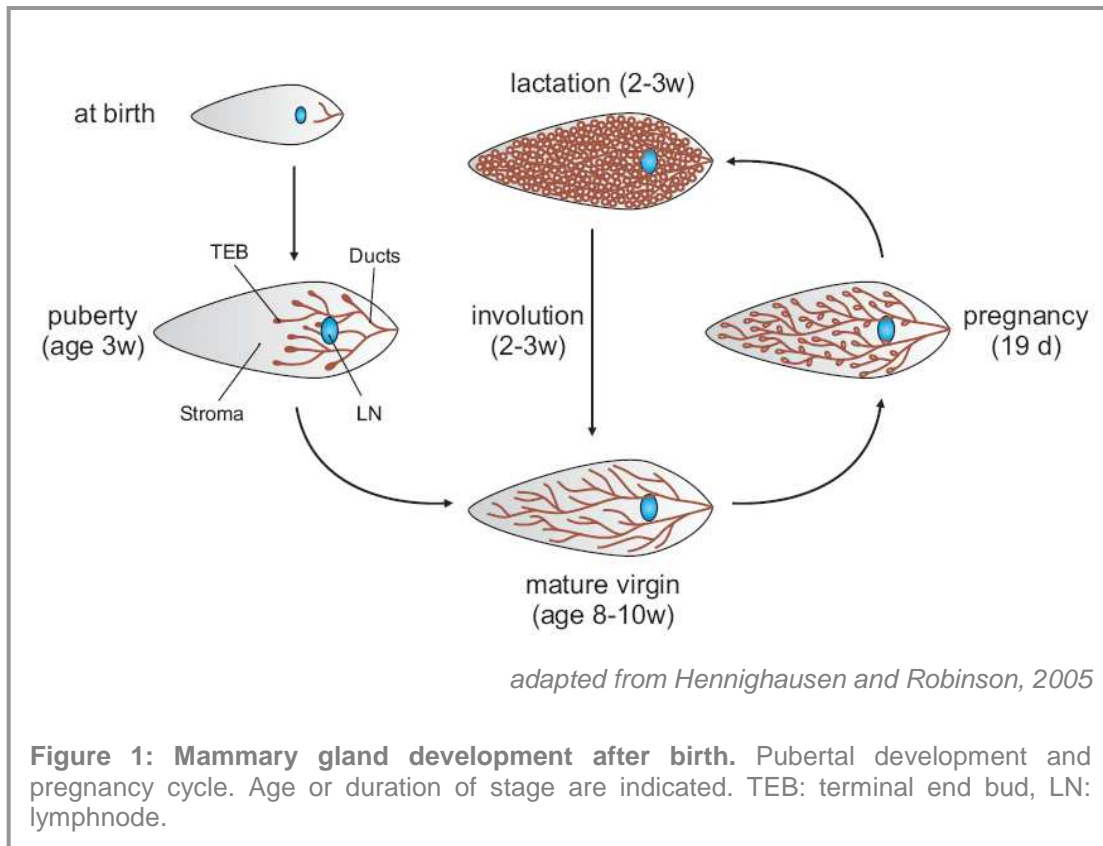 at birth
lactation (2-3w)
TEB
Ducts
puberty
(age 3w)
Stroma
LN
involution
(2-3w)
pregnancy
(19 d)
mature virgin
(age 8-10w)
adapted from Hennighausen and Robinson, 2005
Figure 1: Mammary gland development after birth. Pubertal development and
pregnancy cycle. Age or duration of stage are indicated. TEB: terminal end bud, LN:
lymphnode.